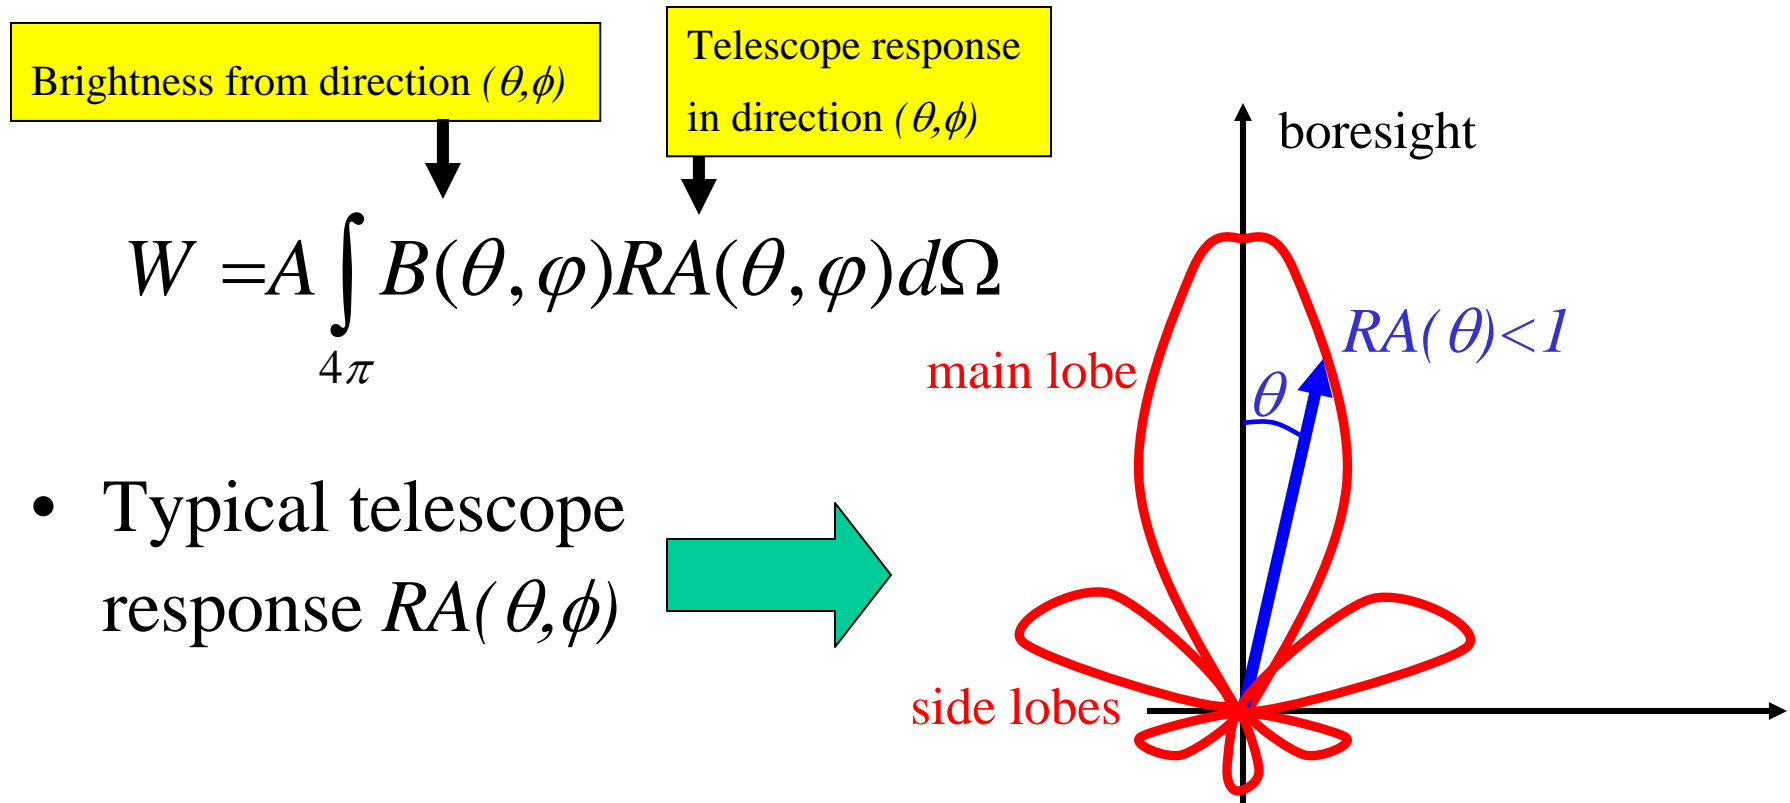 Brightness from direction (θ,ϕ)
Telescope response
in direction (θ,ϕ)
W =A∫B(θ,φ)RA(θ,φ)dΩ
4π
• Typical telescope
response RA(θ,ϕ)
boresight
RA(θ)<1
main lobe
θ
side lobes